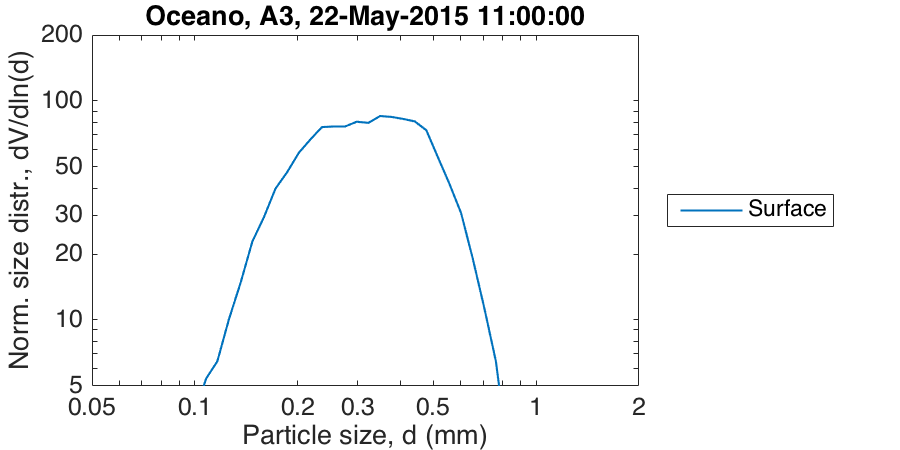 Oceano, A3, 22-May-2015 11:00:00
Norm. size distr., dV/dln(d)
200
100
50
30
20
10
5
0.05 0.1 0.2 0.3 0.5 1 2
Particle size, d (mm)
Surface